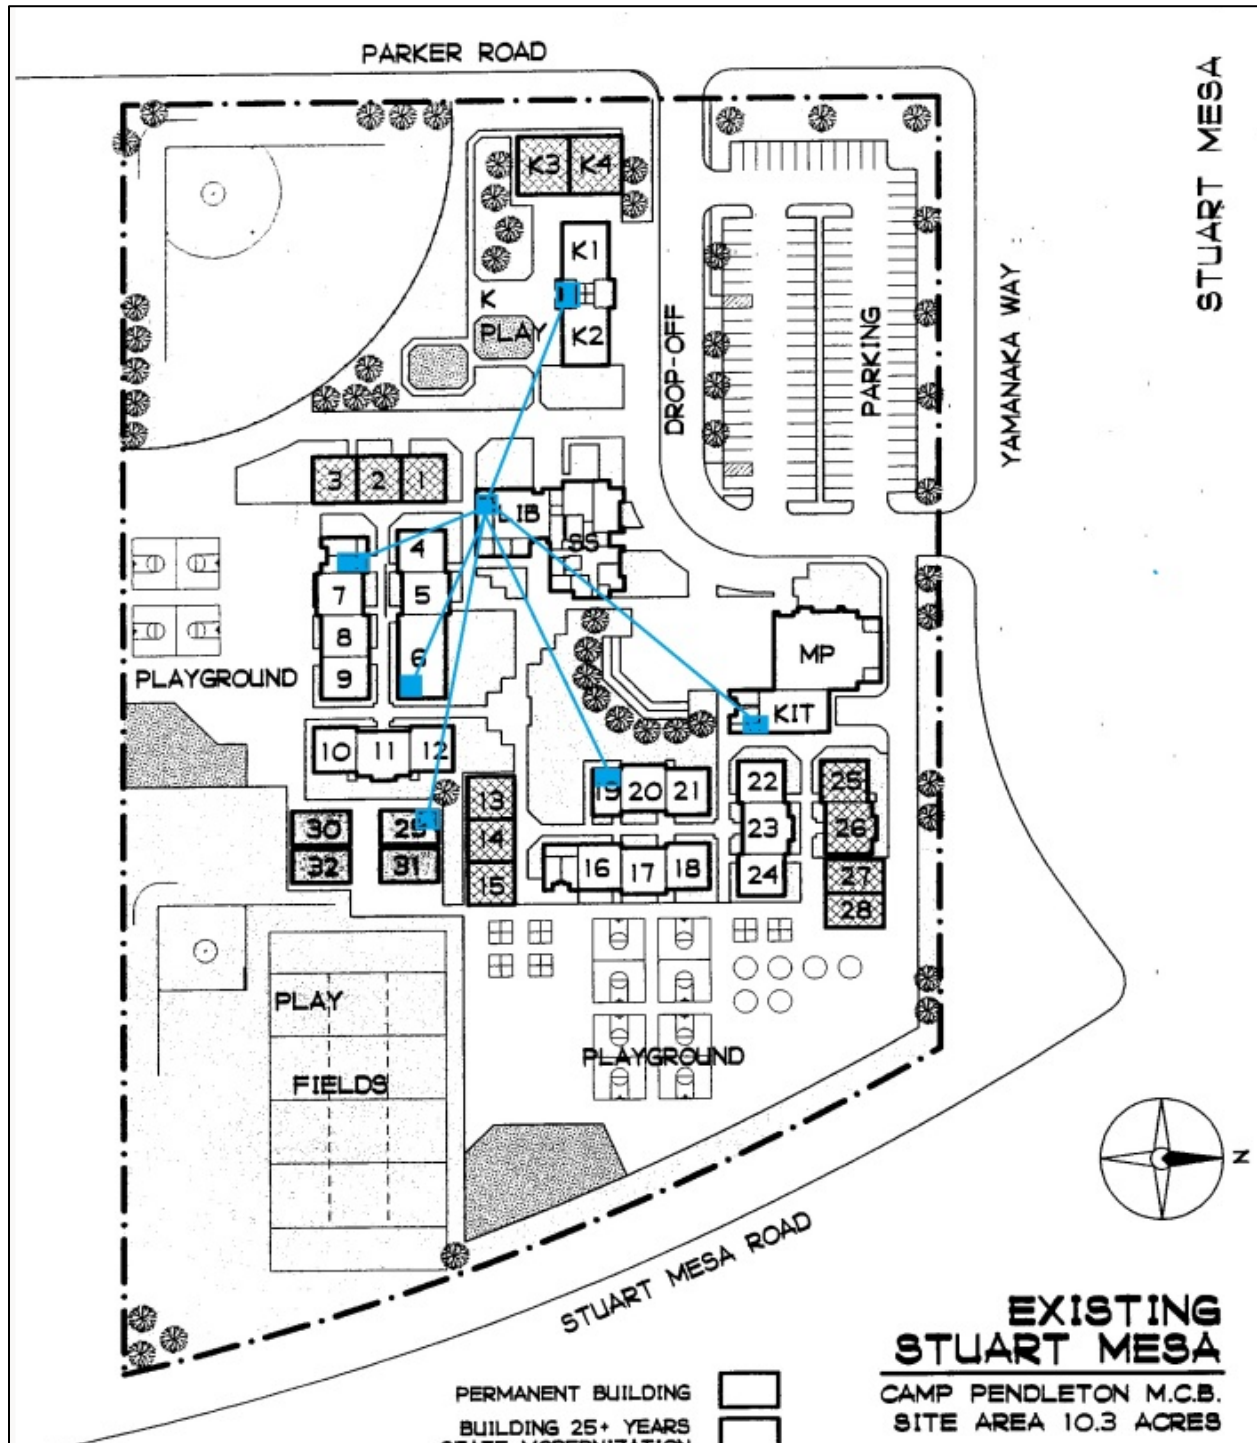 PARKER ROAD
STUART MESA
K3 K4
K1
K
PLAY
K2
DROP-OFF
PARKING
YAMANAKA WAY
3 2 1
LIB
SS
4
7 5
8
6
9
PLAYGROUND
MP
KIT
10 11 12
13
19 20 21
22
25
30 29
14
23
26
32 31
15
16 17 18
24
27
28
PLAY
FIELDS
PLAYGROUND
N
STUART MESA ROAD
EXISTING
STUART MESA
CAMP PENDLETON M.C.B.
SITE AREA 10.3 ACRES
PERMANENT BUILDING
BUILDING 25+ YEARS
STATE MODERNIZATION